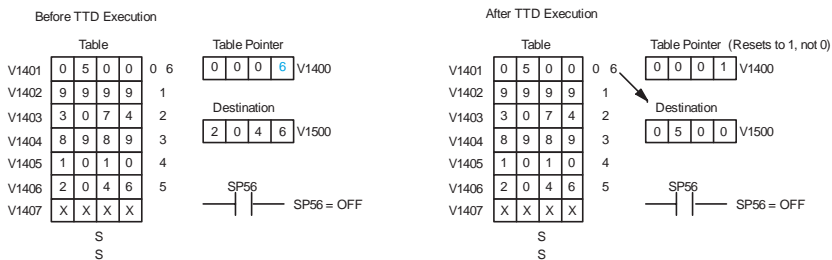 Before TTD Execution
Table
Table Pointer
V1401 0 5 0 0 0 6
0 0 0 6 V1400
V1402 9 9 9 9 1
V1403 3 0 7 4 2
Destination
V1404 8 9 8 9 3
2 0 4 6 V1500
V1405 1 0 1 0 4
V1406 2 0 4 6 5
SP56
SP56 = OFF
V1407 X X X X
S
S
After TTD Execution
Table
Table Pointer (Resets to 1, not 0)
V1401 0 5 0 0 0 6
0 0 0 1 V1400
V1402 9 9 9 9 1
V1403 3 0 7 4 2
Destination
V1404 8 9 8 9 3
0 5 0 0 V1500
V1405 1 0 1 0 4
V1406 2 0 4 6 5
SP56
SP56 = OFF
V1407 X X X X
S
S